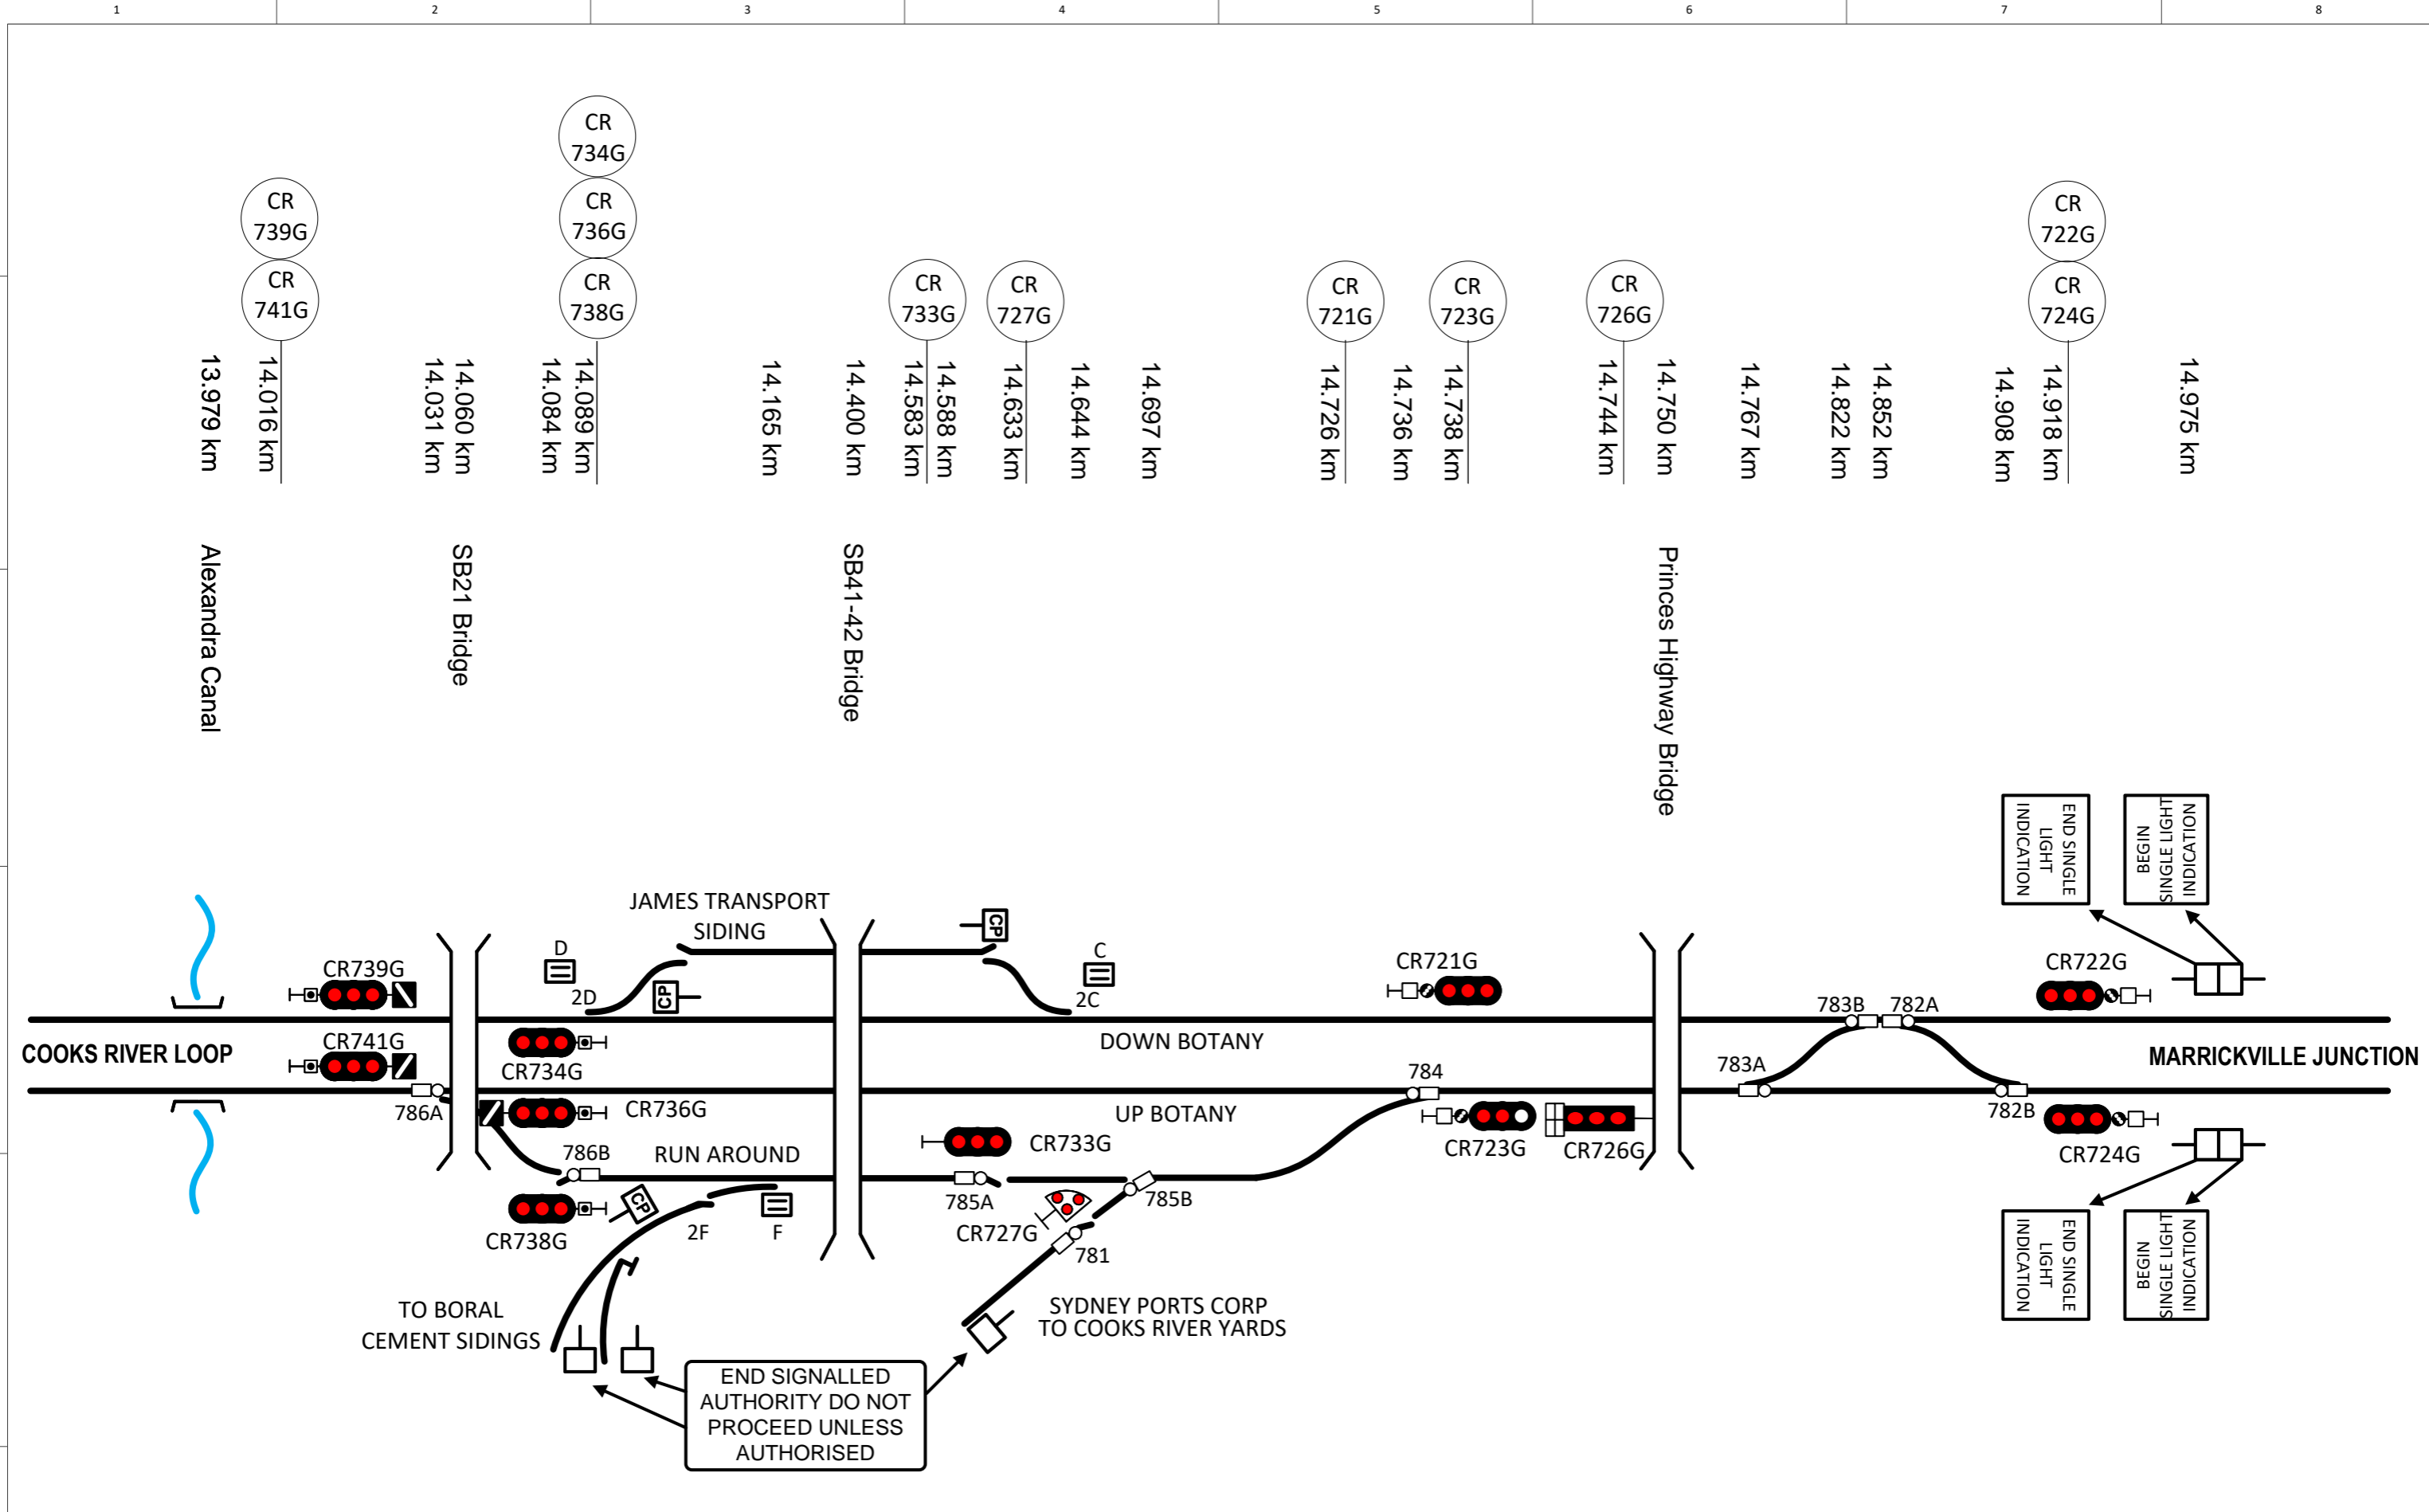 1 2 3 4 5 6 7 8
CR
734G
CR
739G
CR
736G
CR
722G
CR
741G
CR
738G
CR
733G
CR
727G
CR
721G
CR
723G
CR
726G
CR
724G
13.979 km
14.016 km
14.031 km
14.060 km
14.084 km
14.089 km
14.165 km
14.400 km
14.583 km
14.588 km
14.633 km
14.644 km
14.697 km
14.726 km
14.736 km
14.738 km
14.744 km
14.750 km
14.767 km
14.822 km
14.852 km
14.908 km
14.918 km
14.975 km
Alexandra Canal
SB21 Bridge
SB41-42 Bridge
Princes Highway Bridge
END SINGLE
LIGHT
INDICATION
BEGIN
SINGLE LIGHT
INDICATION
JAMES TRANSPORT
SIDING
CP
D
C
CR739G
CR721G
CR722G
2D
CP
2C
783B
782A
COOKS RIVER LOOP
CR741G
CR734G
DOWN BOTANY
784
783A
MARRICKVILLE JUNCTION
786A
CR736G
UP BOTANY
782B
CR733G
CR723G
CR726G
CR724G
786B
RUN AROUND
785A
785B
CP
CR738G
2F
F
CR727G
781
TO BORAL
CEMENT SIDINGS
SYDNEY PORTS CORP
TO COOKS RIVER YARDS
END SINGLE
LIGHT
INDICATION
BEGIN
SINGLE LIGHT
INDICATION
END SIGNALLED
AUTHORITY DO NOT
PROCEED UNLESS
AUTHORISED